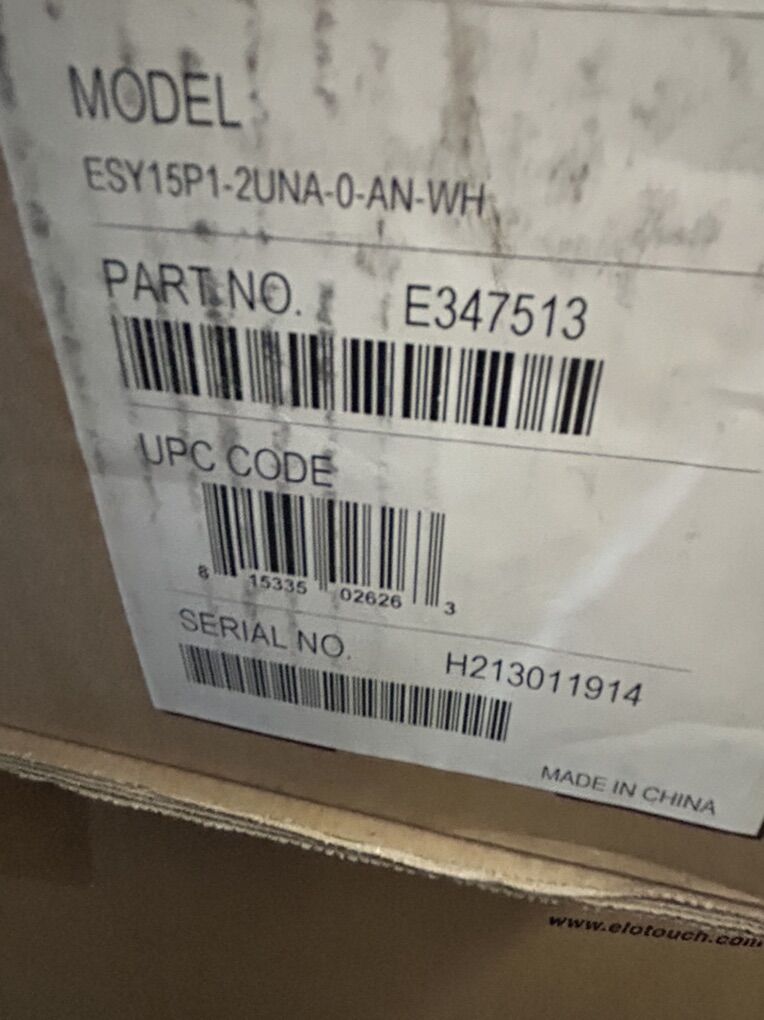 MODEL
ESY15P1-2UNA-0-AN-WH
PART NO. E347513
UPC CODE
8 15335 02626 3
SERIAL NO. H213011914
MADE IN CHINA
www.elotouch.com